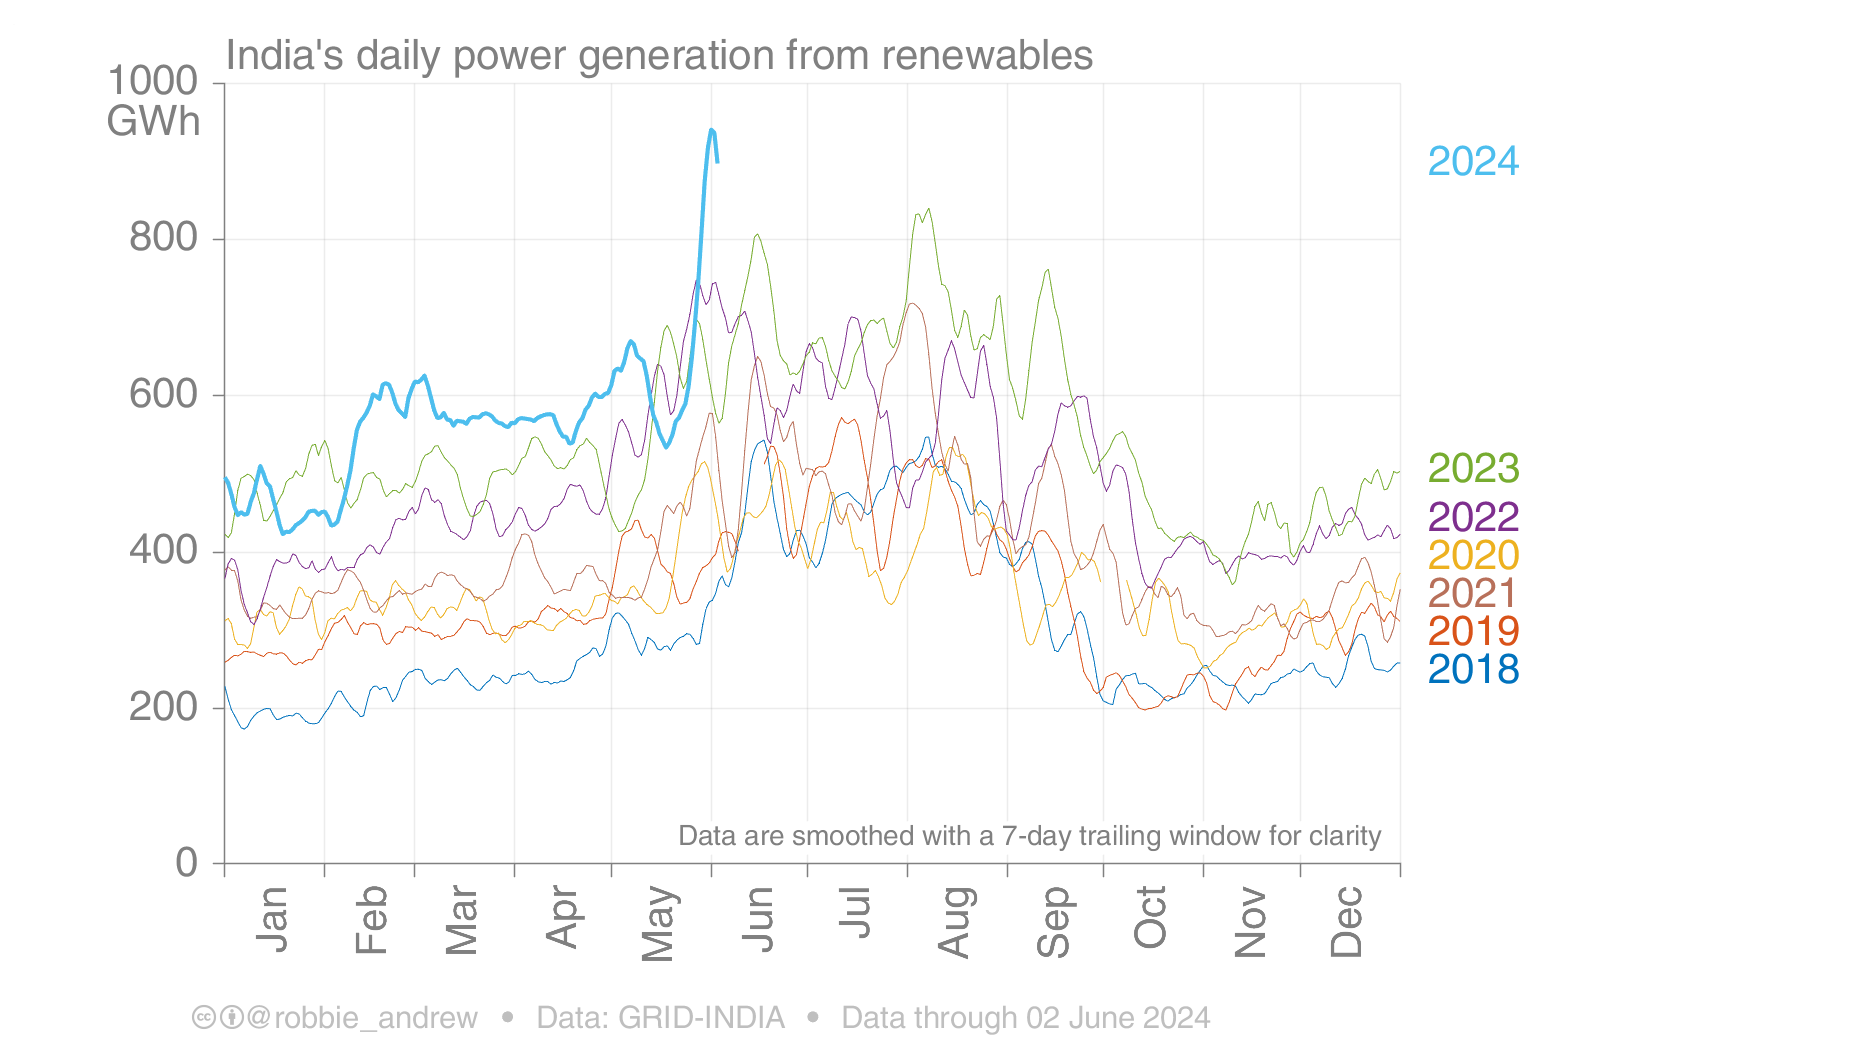 India's daily power generation from renewables
1000
GWh
800
600
400
200
0
2024
2023
2022
2020
2021
2019
2018
Data are smoothed with a 7-day trailing window for clarity
Jan Feb Mar Apr May Jun Jul Aug Sep Oct Nov Dec
@robbie_andrew • Data: GRID-INDIA • Data through 02 June 2024